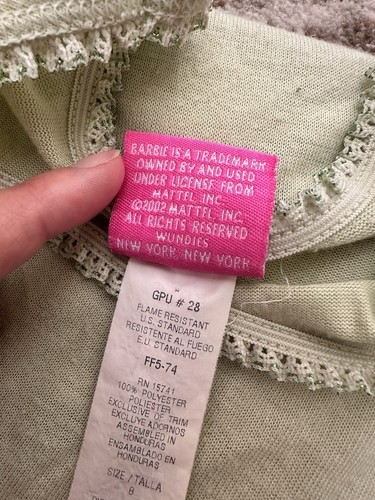 BARBIE IS A TRADEMARK
OWNED BY AND USED
UNDER LICENSE FROM
MATTEL, INC.
©2002 MATTEL, INC.
ALL RIGHTS RESERVED
WUNDIES
NEW YORK, NEW YORK
GPU # 28
FLAME RESISTANT
U.S. STANDARD
RESISTENTE AL FUEGO
E.U. STANDARD
FF5-74
RN 15741
100% POLYESTER
POLIESTER
EXCLUSIVE OF TRIM
EXCLUYE ADORNOS
ASSEMBLED IN
HONDURAS
ENSAMBLADO EN
HONDURAS
SIZE / TALLA
8